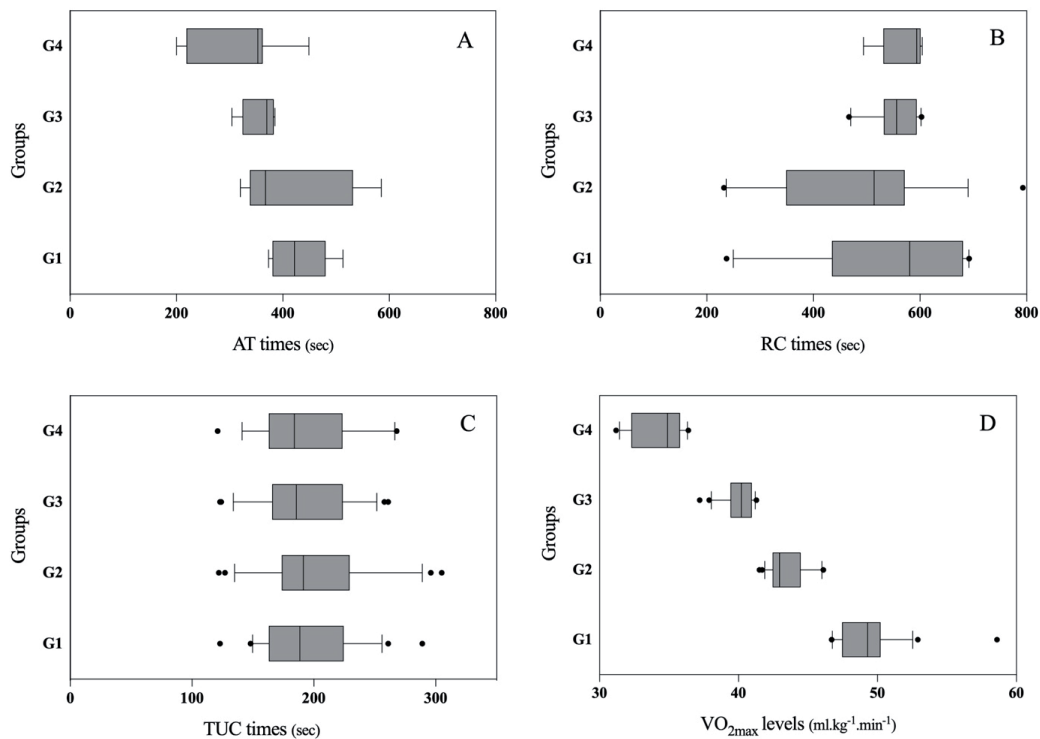 A
G4
G3
G2
G1
Groups
0 200 400 600 800
AT times (sec)
B
G4
G3
G2
G1
Groups
0 200 400 600 800
RC times (sec)
C
G4
G3
G2
G1
Groups
0 100 200 300
TUC times (sec)
D
G4
G3
G2
G1
Groups
30 40 50 60
VO₂max levels (ml.kg⁻¹.min⁻¹)